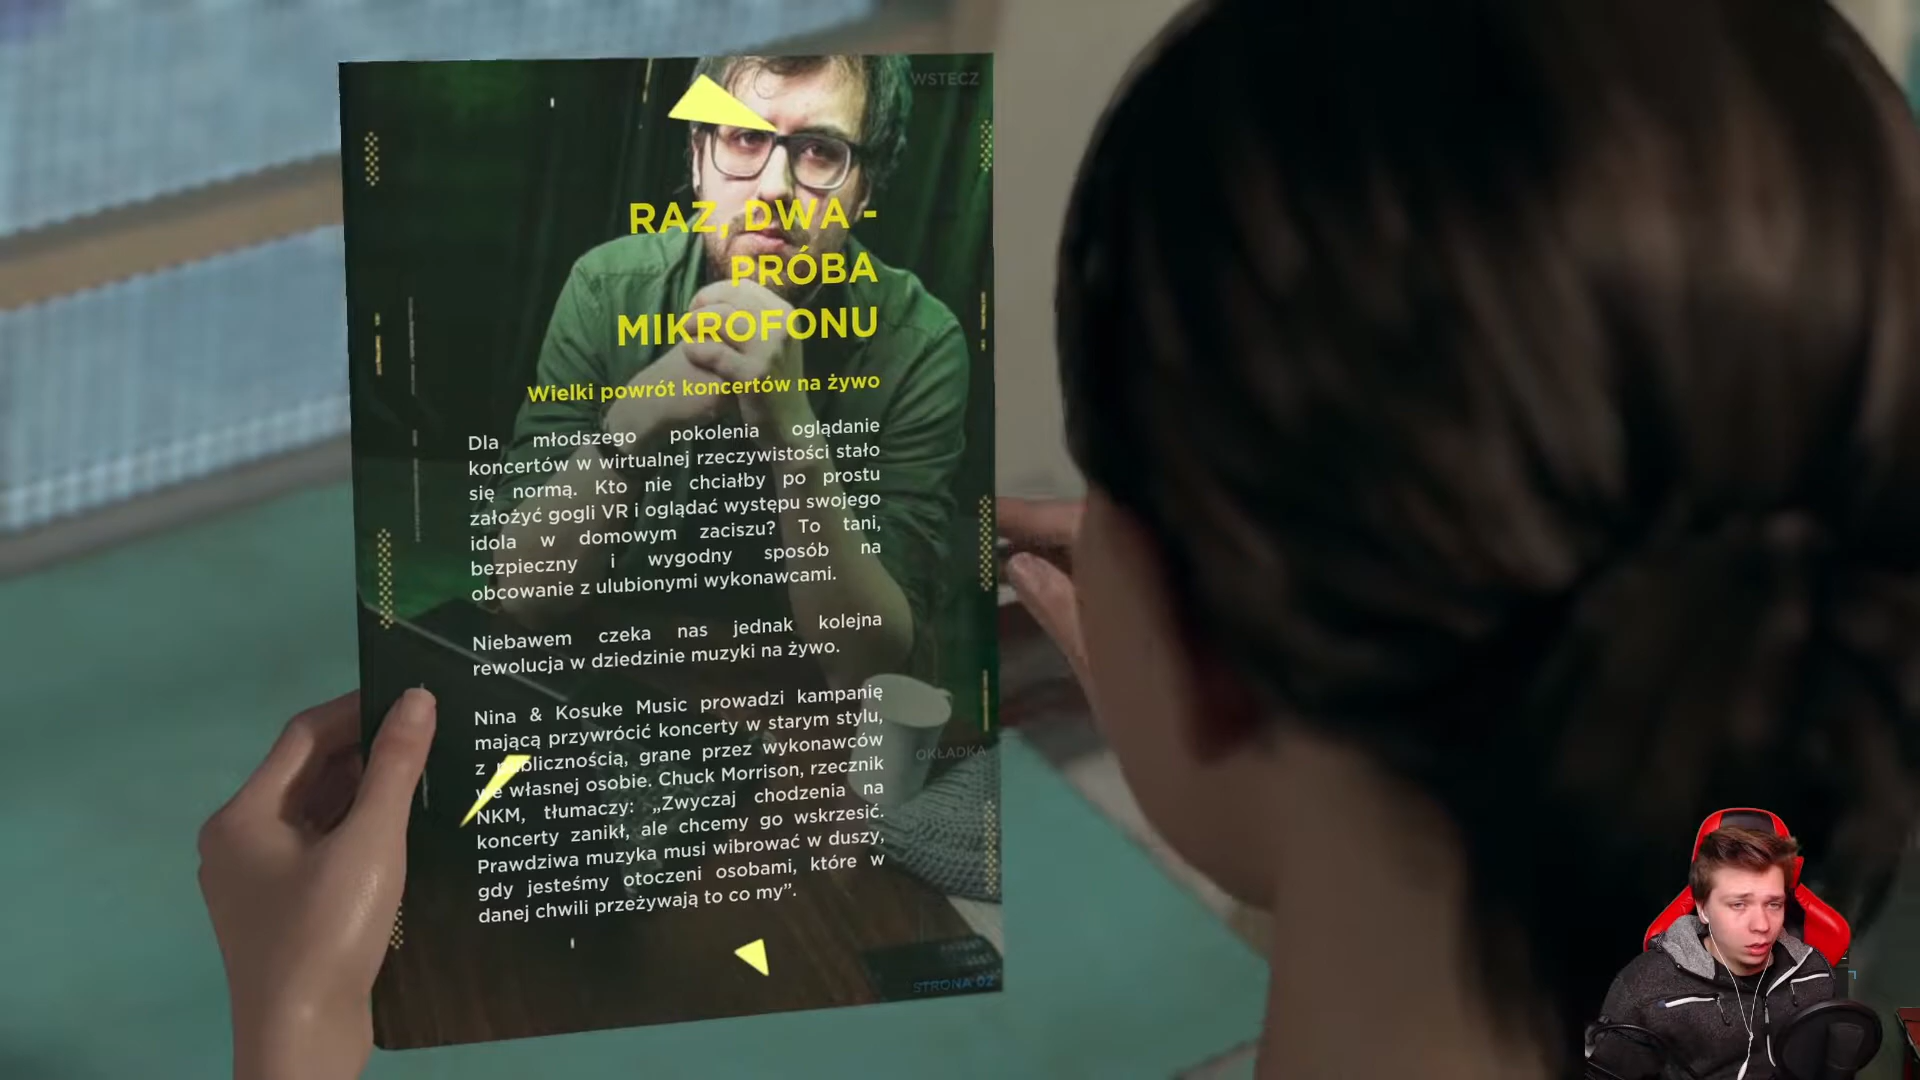 WSTECZ
RAZ, DWA -
PRÓBA
MIKROFONU
Wielki powrót koncertów na żywo
Dla młodszego pokolenia oglądanie
koncertów w wirtualnej rzeczywistości stało
się normą. Kto nie chciałby po prostu
założyć gogli VR i oglądać występu swojego
idola w domowym zaciszu? To tani,
bezpieczny i wygodny sposób na
obcowanie z ulubionymi wykonawcami.
Niebawem czeka nas jednak kolejna
rewolucja w dziedzinie muzyki na żywo.
Nina & Kosuke Music prowadzi kampanię
mającą przywrócić koncerty w starym stylu,
z publicznością, grane przez wykonawców
we własnej osobie. Chuck Morrison, rzecznik
NKM, tłumaczy: „Zwyczaj chodzenia na
koncerty zanikł, ale chcemy go wskrzesić.
Prawdziwa muzyka musi wibrować w duszy,
gdy jesteśmy otoczeni osobami, które w
danej chwili przeżywają to co my”.
OKŁADKA
STRONA 02